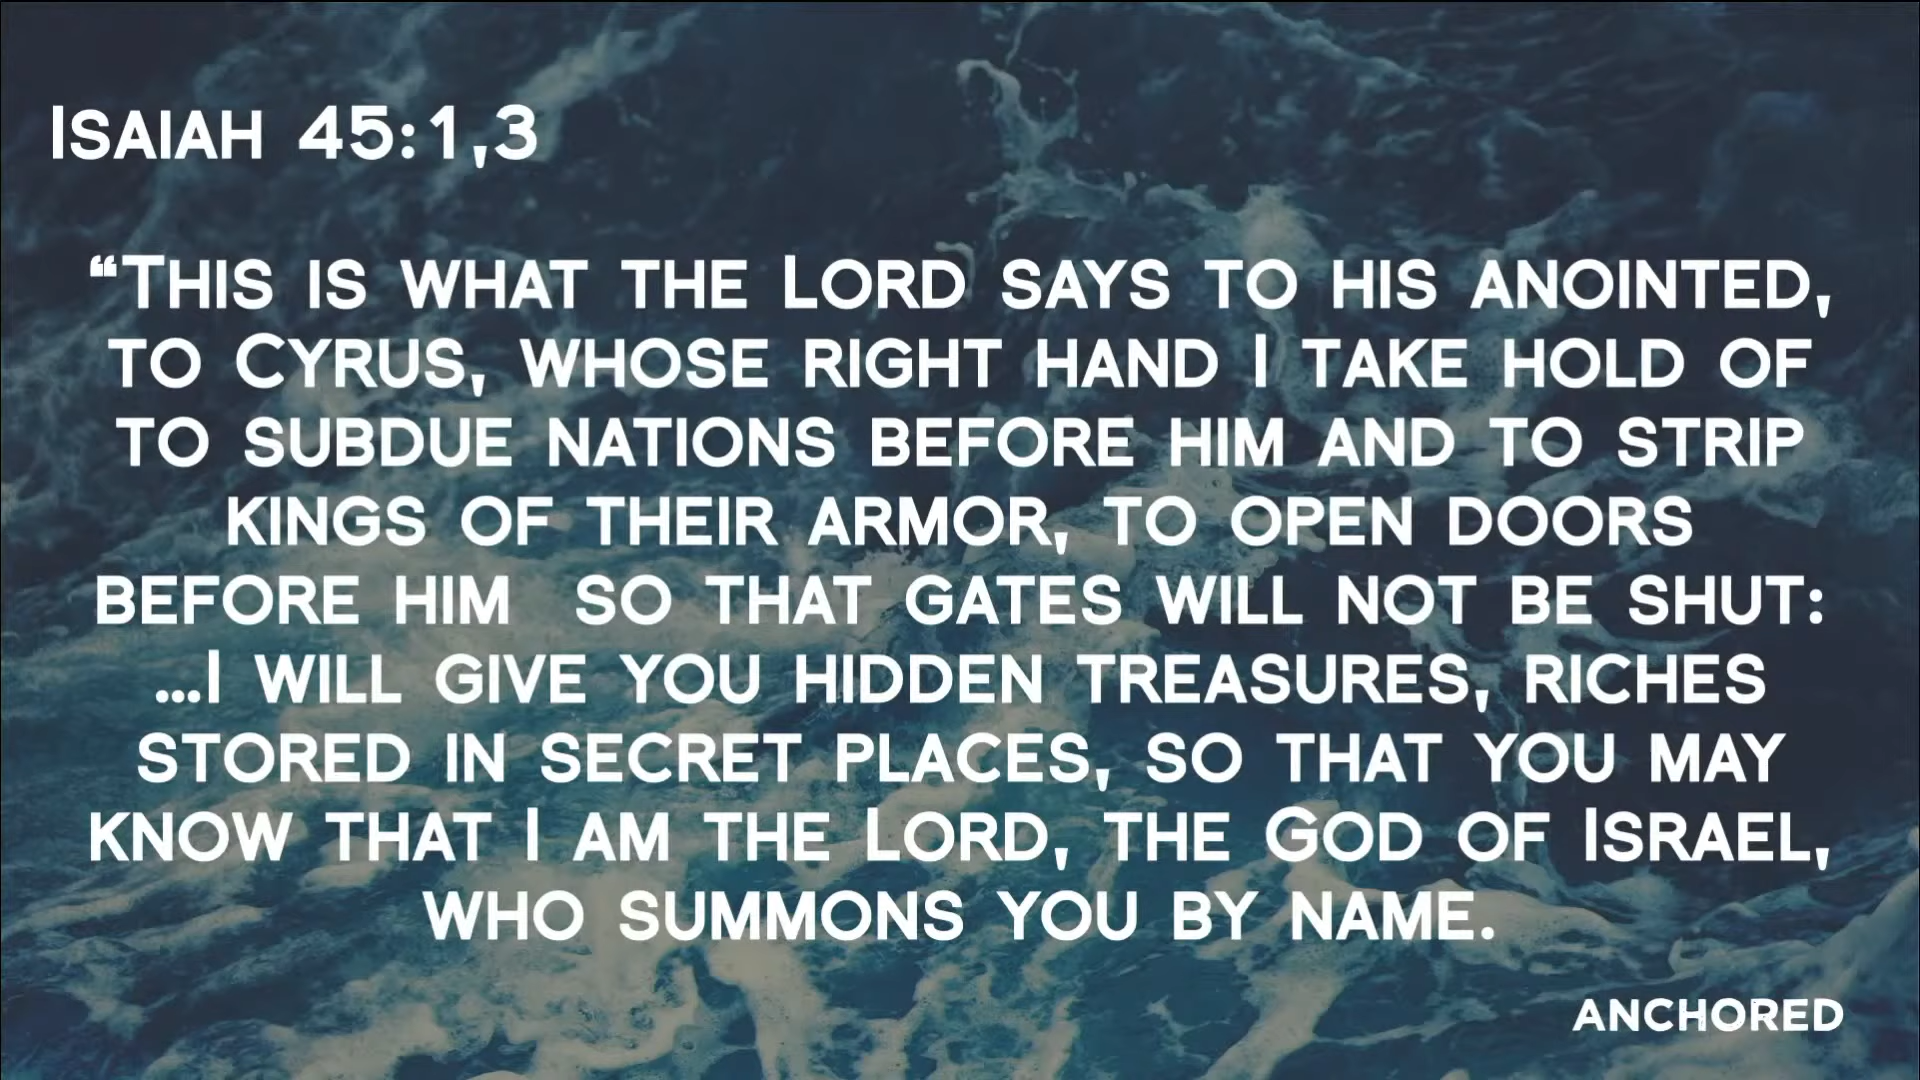 Isaiah 45:1,3
“This is what the Lord says to his anointed,
to Cyrus, whose right hand I take hold of
to subdue nations before him and to strip
kings of their armor, to open doors
before him  so that gates will not be shut:
...I will give you hidden treasures, riches
stored in secret places, so that you may
know that I am the Lord, the God of Israel,
who summons you by name.
ANCHORED